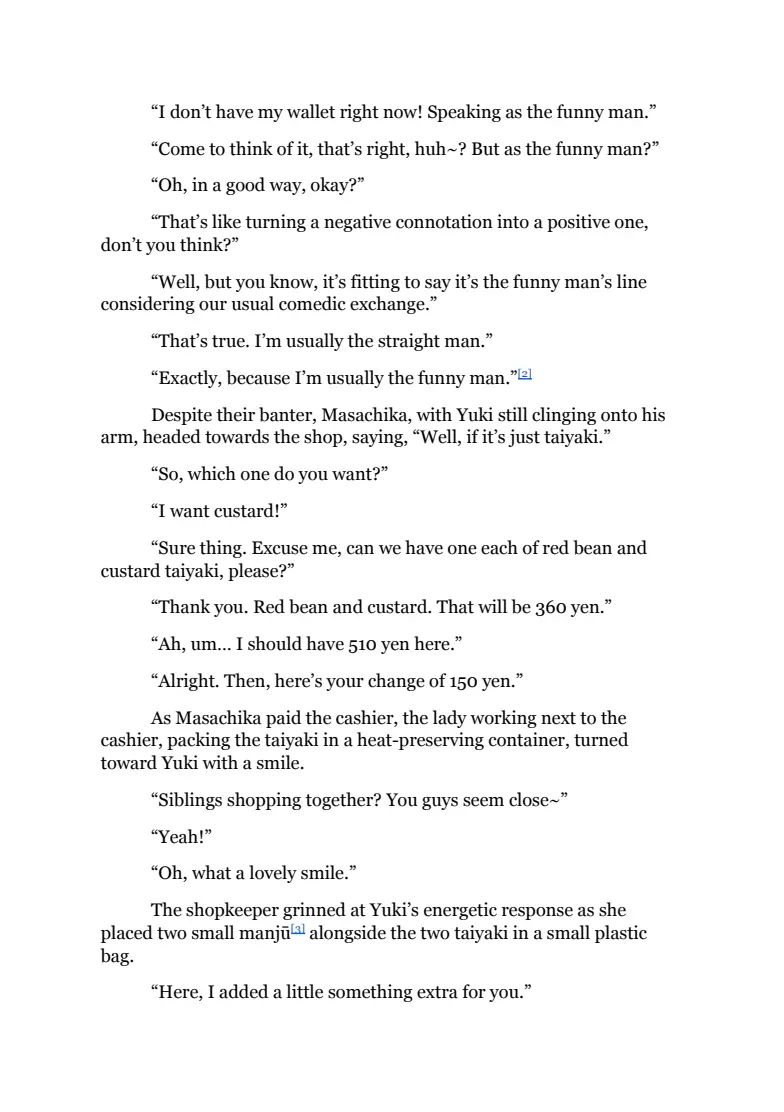 “I don’t have my wallet right now! Speaking as the funny man.”
“Come to think of it, that’s right, huh~? But as the funny man?”
“Oh, in a good way, okay?”
“That’s like turning a negative connotation into a positive one,
don’t you think?”
“Well, but you know, it’s fitting to say it’s the funny man’s line
considering our usual comedic exchange.”
“That’s true. I’m usually the straight man.”
“Exactly, because I’m usually the funny man.”[2]
Despite their banter, Masachika, with Yuki still clinging onto his
arm, headed towards the shop, saying, “Well, if it’s just taiyaki.”
“So, which one do you want?”
“I want custard!”
“Sure thing. Excuse me, can we have one each of red bean and
custard taiyaki, please?”
“Thank you. Red bean and custard. That will be 360 yen.”
“Ah, um… I should have 510 yen here.”
“Alright. Then, here’s your change of 150 yen.”
As Masachika paid the cashier, the lady working next to the
cashier, packing the taiyaki in a heat-preserving container, turned
toward Yuki with a smile.
“Siblings shopping together? You guys seem close~”
“Yeah!”
“Oh, what a lovely smile.”
The shopkeeper grinned at Yuki’s energetic response as she
placed two small manjū[3] alongside the two taiyaki in a small plastic
bag.
“Here, I added a little something extra for you.”